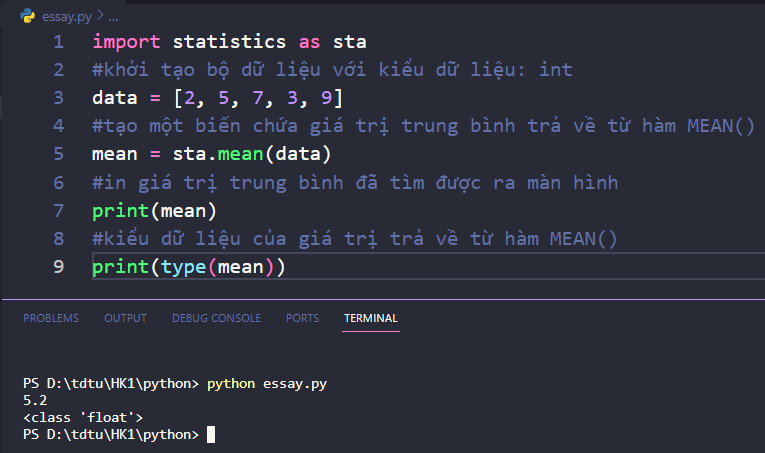 essay.py > ...
1 import statistics as sta
2 #khởi tạo bộ dữ liệu với kiểu dữ liệu: int
3 data = [2, 5, 7, 3, 9]
4 #tạo một biến chứa giá trị trung bình trả về từ hàm MEAN()
5 mean = sta.mean(data)
6 #in giá trị trung bình đã tìm được ra màn hình
7 print(mean)
8 #kiểu dữ liệu của giá trị trả về từ hàm MEAN()
9 print(type(mean))
PROBLEMS OUTPUT DEBUG CONSOLE PORTS TERMINAL
PS D:\tdtu\HK1\python> python essay.py
5.2
<class 'float'>
PS D:\tdtu\HK1\python>